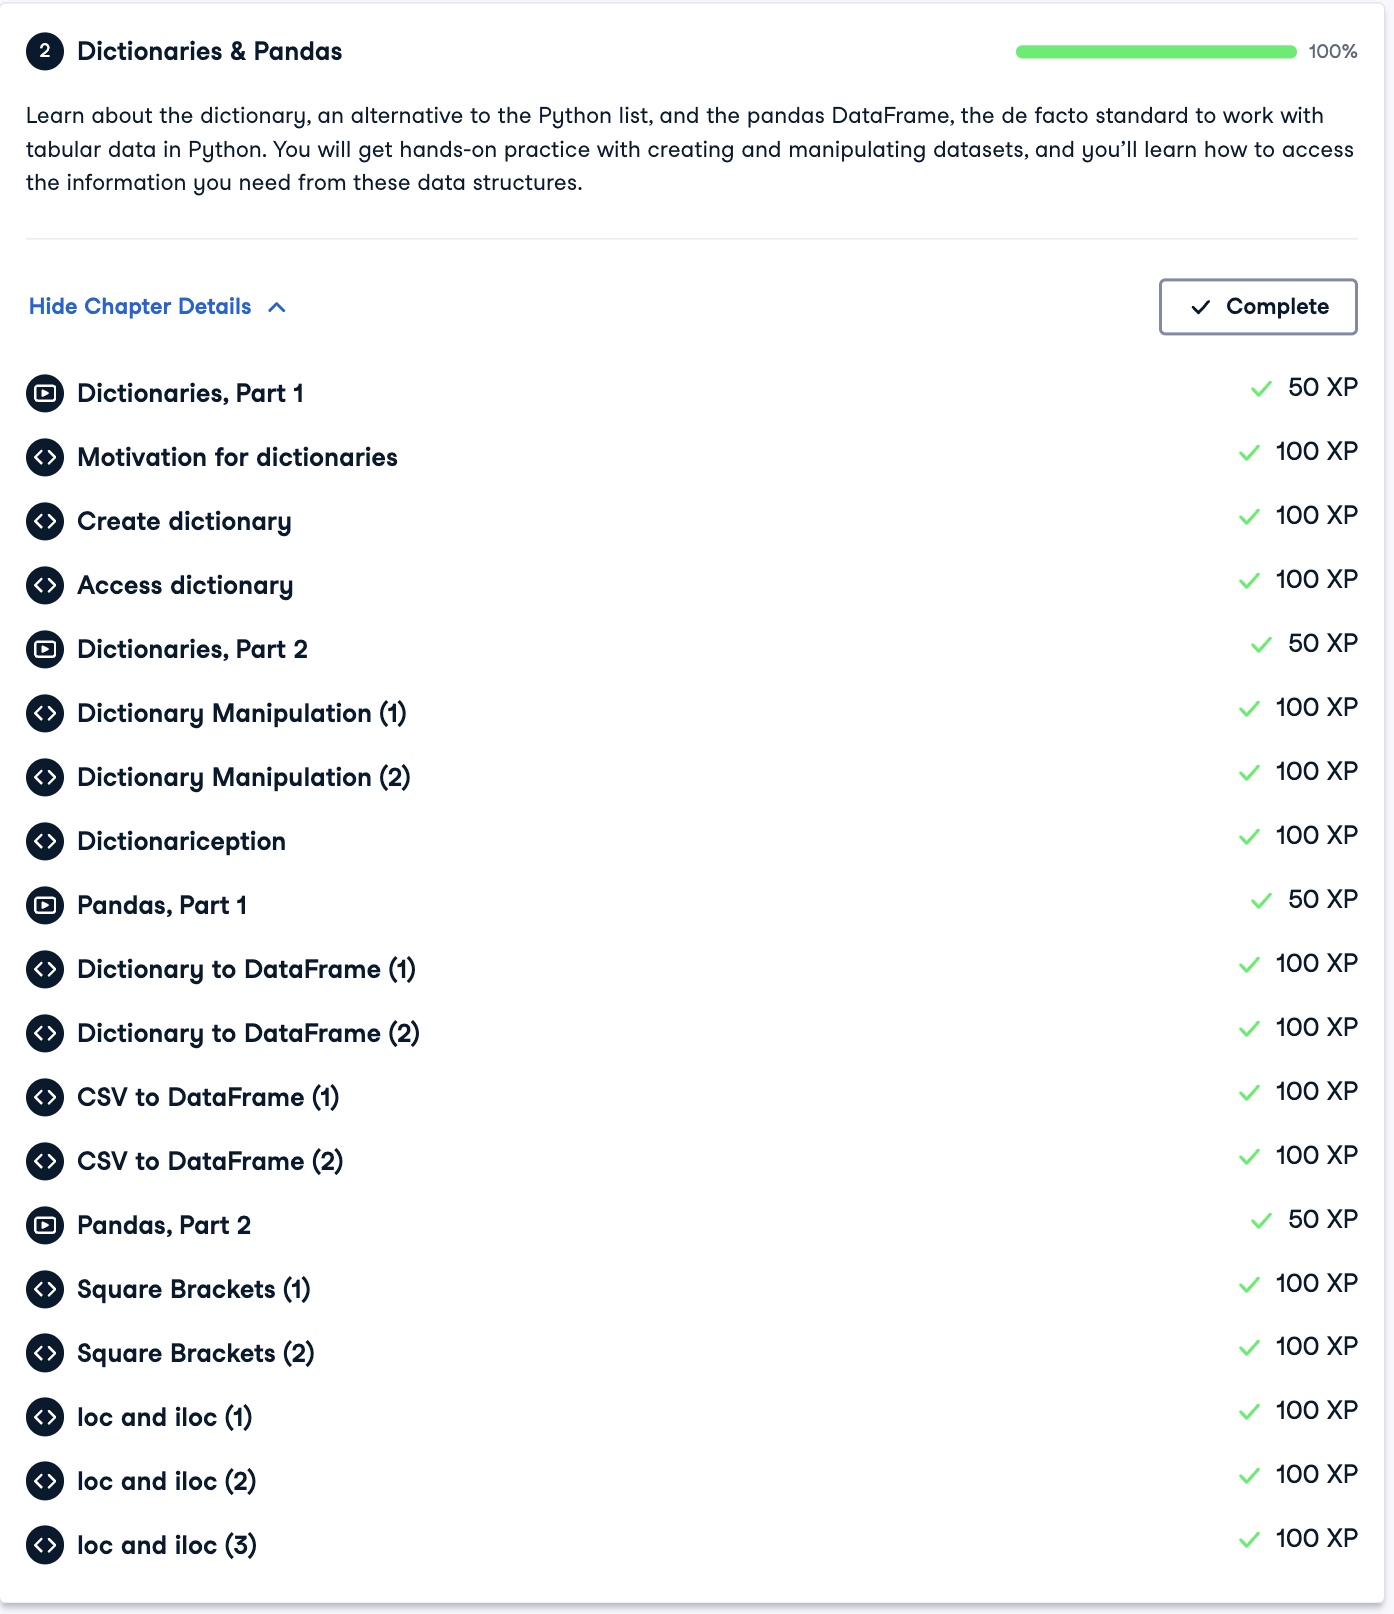 2 Dictionaries & Pandas 100%
Learn about the dictionary, an alternative to the Python list, and the pandas DataFrame, the de facto standard to work with
tabular data in Python. You will get hands-on practice with creating and manipulating datasets, and you’ll learn how to access
the information you need from these data structures.
Hide Chapter Details Complete
Dictionaries, Part 1 50 XP
Motivation for dictionaries 100 XP
Create dictionary 100 XP
Access dictionary 100 XP
Dictionaries, Part 2 50 XP
Dictionary Manipulation (1) 100 XP
Dictionary Manipulation (2) 100 XP
Dictionariception 100 XP
Pandas, Part 1 50 XP
Dictionary to DataFrame (1) 100 XP
Dictionary to DataFrame (2) 100 XP
CSV to DataFrame (1) 100 XP
CSV to DataFrame (2) 100 XP
Pandas, Part 2 50 XP
Square Brackets (1) 100 XP
Square Brackets (2) 100 XP
loc and iloc (1) 100 XP
loc and iloc (2) 100 XP
loc and iloc (3) 100 XP